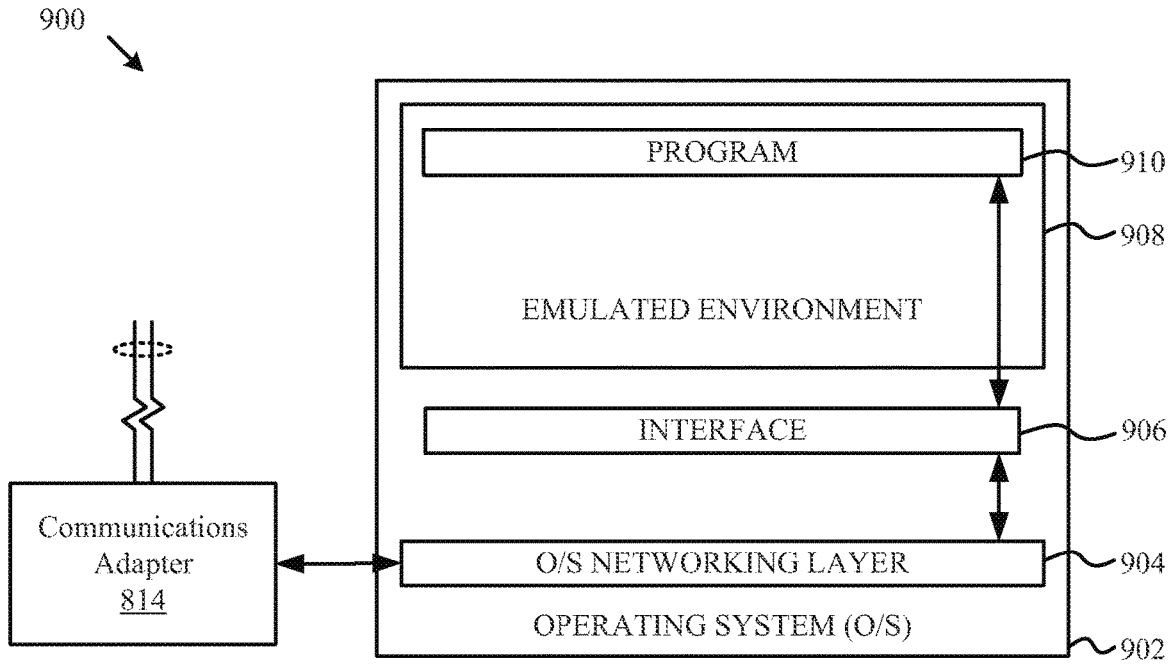 900
PROGRAM
910
908
EMULATED ENVIRONMENT
INTERFACE
906
Communications
Adapter
814
O/S NETWORKING LAYER
904
OPERATING SYSTEM (O/S)
902